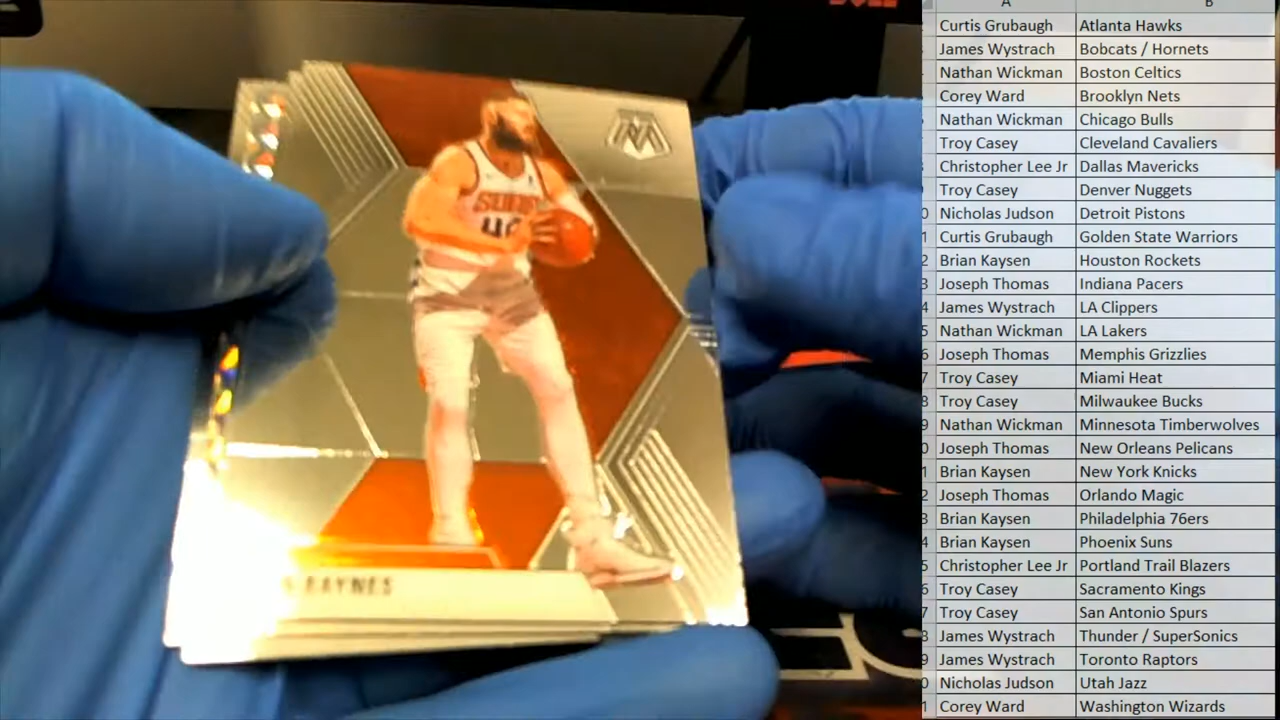 A B
Curtis Grubaugh Atlanta Hawks
James Wystrach Bobcats / Hornets
Nathan Wickman Boston Celtics
Corey Ward Brooklyn Nets
Nathan Wickman Chicago Bulls
Troy Casey Cleveland Cavaliers
Christopher Lee Jr Dallas Mavericks
Troy Casey Denver Nuggets
Nicholas Judson Detroit Pistons
Curtis Grubaugh Golden State Warriors
Brian Kaysen Houston Rockets
Joseph Thomas Indiana Pacers
James Wystrach LA Clippers
Nathan Wickman LA Lakers
Joseph Thomas Memphis Grizzlies
Troy Casey Miami Heat
Troy Casey Milwaukee Bucks
Nathan Wickman Minnesota Timberwolves
Joseph Thomas New Orleans Pelicans
Brian Kaysen New York Knicks
Joseph Thomas Orlando Magic
Brian Kaysen Philadelphia 76ers
Brian Kaysen Phoenix Suns
Christopher Lee Jr Portland Trail Blazers
Troy Casey Sacramento Kings
Troy Casey San Antonio Spurs
James Wystrach Thunder / SuperSonics
James Wystrach Toronto Raptors
Nicholas Judson Utah Jazz
Corey Ward Washington Wizards
SUNS
BAYNES